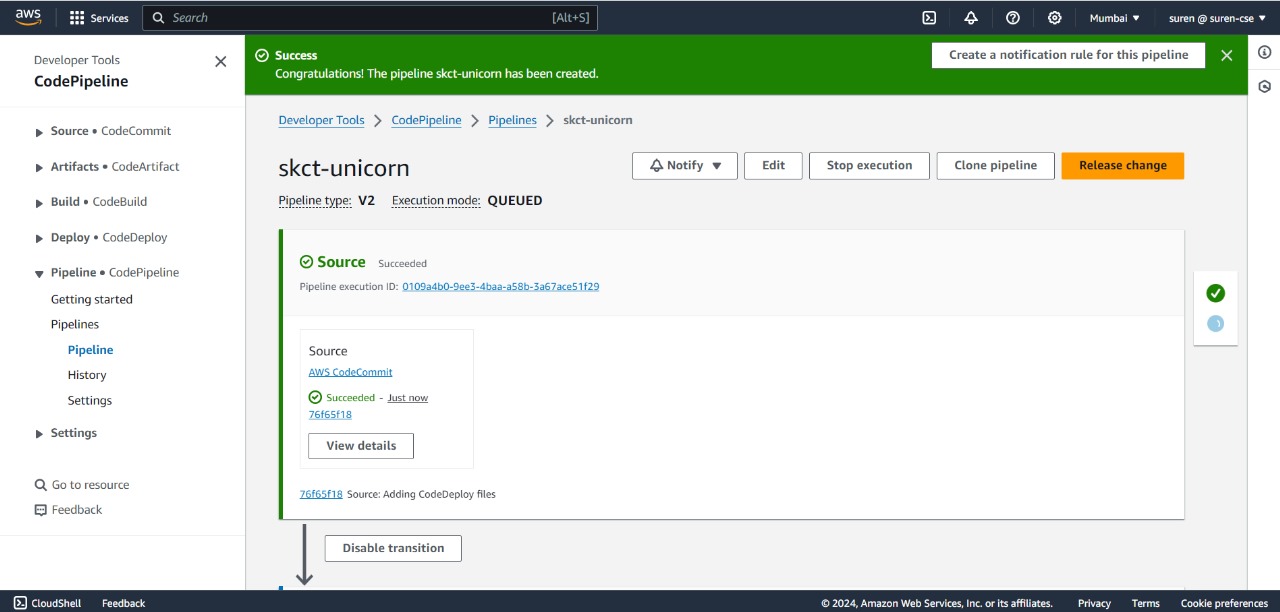 aws
Services
Search [Alt+S]
Mumbai
suren @ suren-cse
Developer Tools
CodePipeline
Source • CodeCommit
Artifacts • CodeArtifact
Build • CodeBuild
Deploy • CodeDeploy
Pipeline • CodePipeline
Getting started
Pipelines
Pipeline
History
Settings
Settings
Go to resource
Feedback
Success
Congratulations! The pipeline skct-unicorn has been created.
Create a notification rule for this pipeline
Developer Tools > CodePipeline > Pipelines > skct-unicorn
skct-unicorn
Notify Edit Stop execution Clone pipeline Release change
Pipeline type: V2 Execution mode: QUEUED
Source Succeeded
Pipeline execution ID: 0109a4b0-9ee3-4baa-a58b-3a67ace51f29
Source
AWS CodeCommit
Succeeded - Just now
76f65f18
View details
76f65f18 Source: Adding CodeDeploy files
Disable transition
CloudShell Feedback © 2024, Amazon Web Services, Inc. or its affiliates. Privacy Terms Cookie preferences